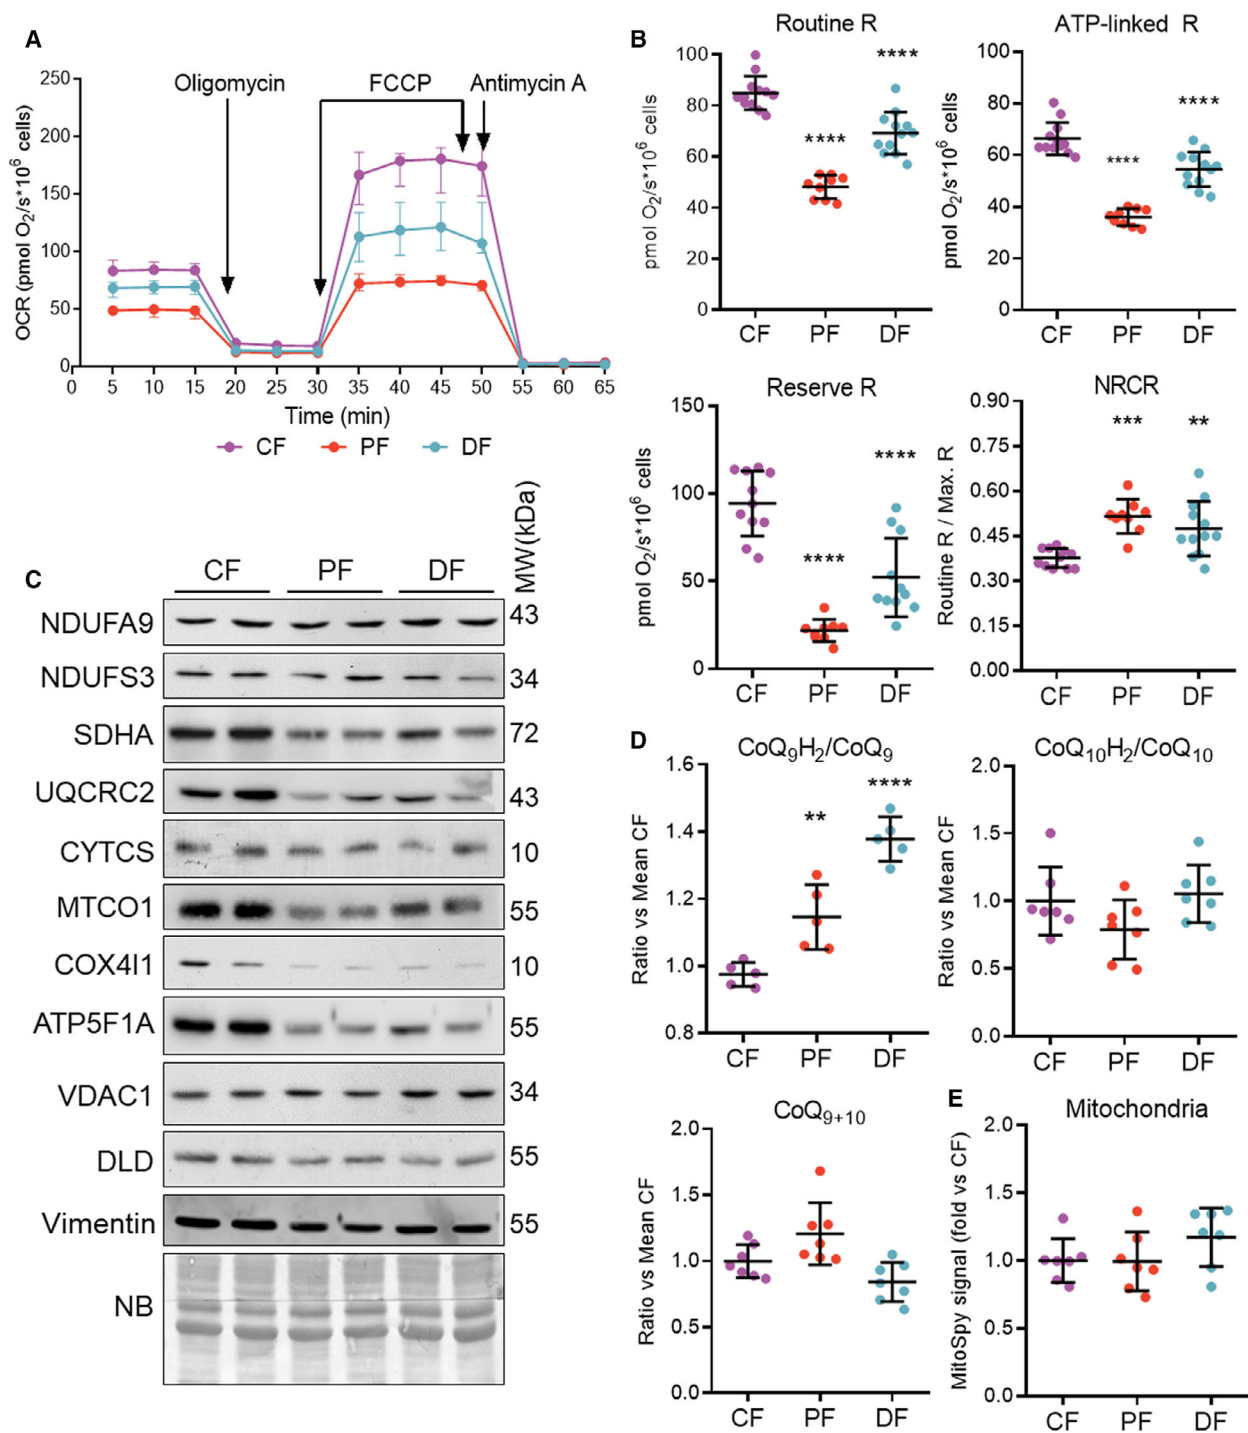 A
250
200
150
100
50
0
OCR (pmol O2/s*10^6 cells)
Oligomycin
FCCP
Antimycin A
0 5 10 15 20 25 30 35 40 45 50 55 60 65
Time (min)
CF PF DF
B
Routine R
100
80
60
40
20
0
pmol O2/s*10^6 cells
****
****
CF PF DF
ATP-linked R
100
80
60
40
20
0
pmol O2/s*10^6 cells
****
****
CF PF DF
Reserve R
150
100
50
0
pmol O2/s*10^6 cells
****
****
CF PF DF
NRCR
0.90
0.75
0.60
0.45
0.30
0.15
0.00
Routine R / Max. R
***
**
CF PF DF
C
CF PF DF
MW(kDa)
NDUFA9 43
NDUFS3 34
SDHA 72
UQCRC2 43
CYTCS 10
MTCO1 55
COX4I1 10
ATP5F1A 55
VDAC1 34
DLD 55
Vimentin 55
NB
D
CoQ9H2/CoQ9
1.6
1.4
1.2
1.0
0.8
Ratio vs Mean CF
**
****
CF PF DF
CoQ10H2/CoQ10
2.0
1.5
1.0
0.5
0.0
Ratio vs Mean CF
CF PF DF
CoQ9+10
2.0
1.5
1.0
0.5
0.0
Ratio vs Mean CF
CF PF DF
E
Mitochondria
2.0
1.5
1.0
0.5
0.0
MitoSpy signal (fold vs CF)
CF PF DF